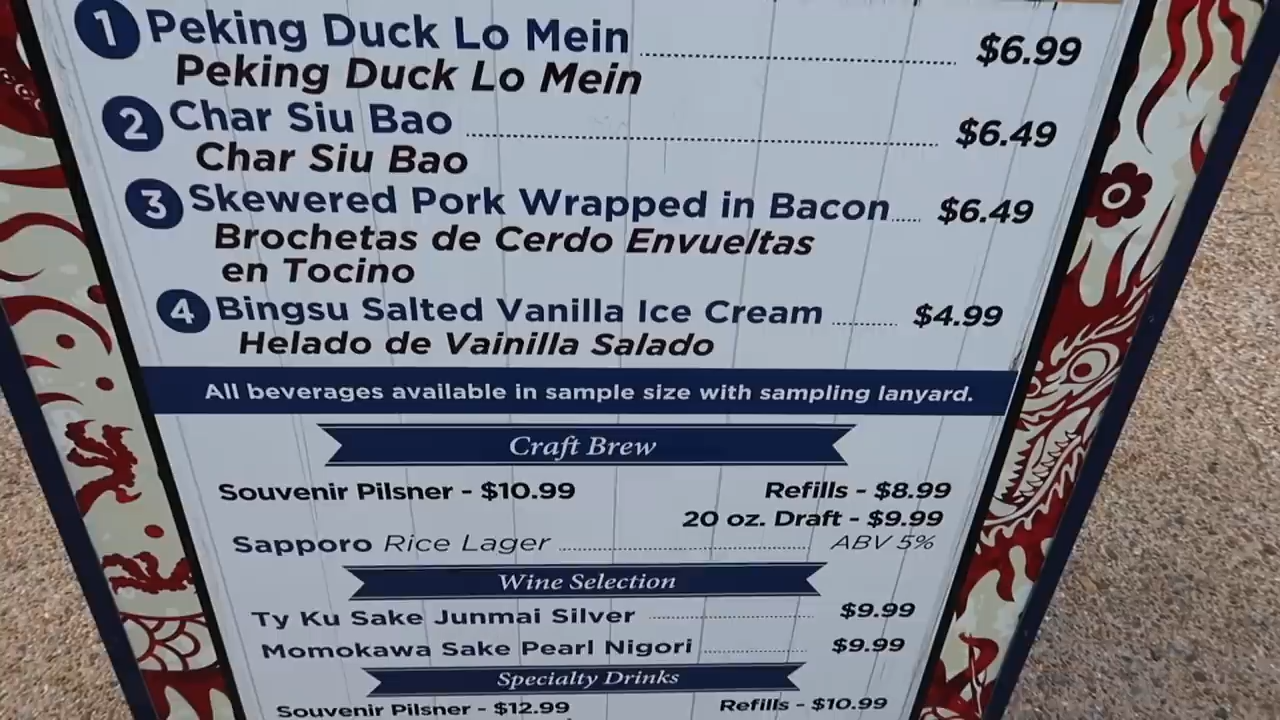 1 Peking Duck Lo Mein $6.99
Peking Duck Lo Mein
2 Char Siu Bao $6.49
Char Siu Bao
3 Skewered Pork Wrapped in Bacon $6.49
Brochetas de Cerdo Envueltas
en Tocino
4 Bingsu Salted Vanilla Ice Cream $4.99
Helado de Vainilla Salado
All beverages available in sample size with sampling lanyard.
Craft Brew
Souvenir Pilsner - $10.99 Refills - $8.99
20 oz. Draft - $9.99
Sapporo Rice Lager ABV 5%
Wine Selection
Ty Ku Sake Junmai Silver $9.99
Momokawa Sake Pearl Nigori $9.99
Specialty Drinks
Souvenir Pilsner - $12.99 Refills - $10.99